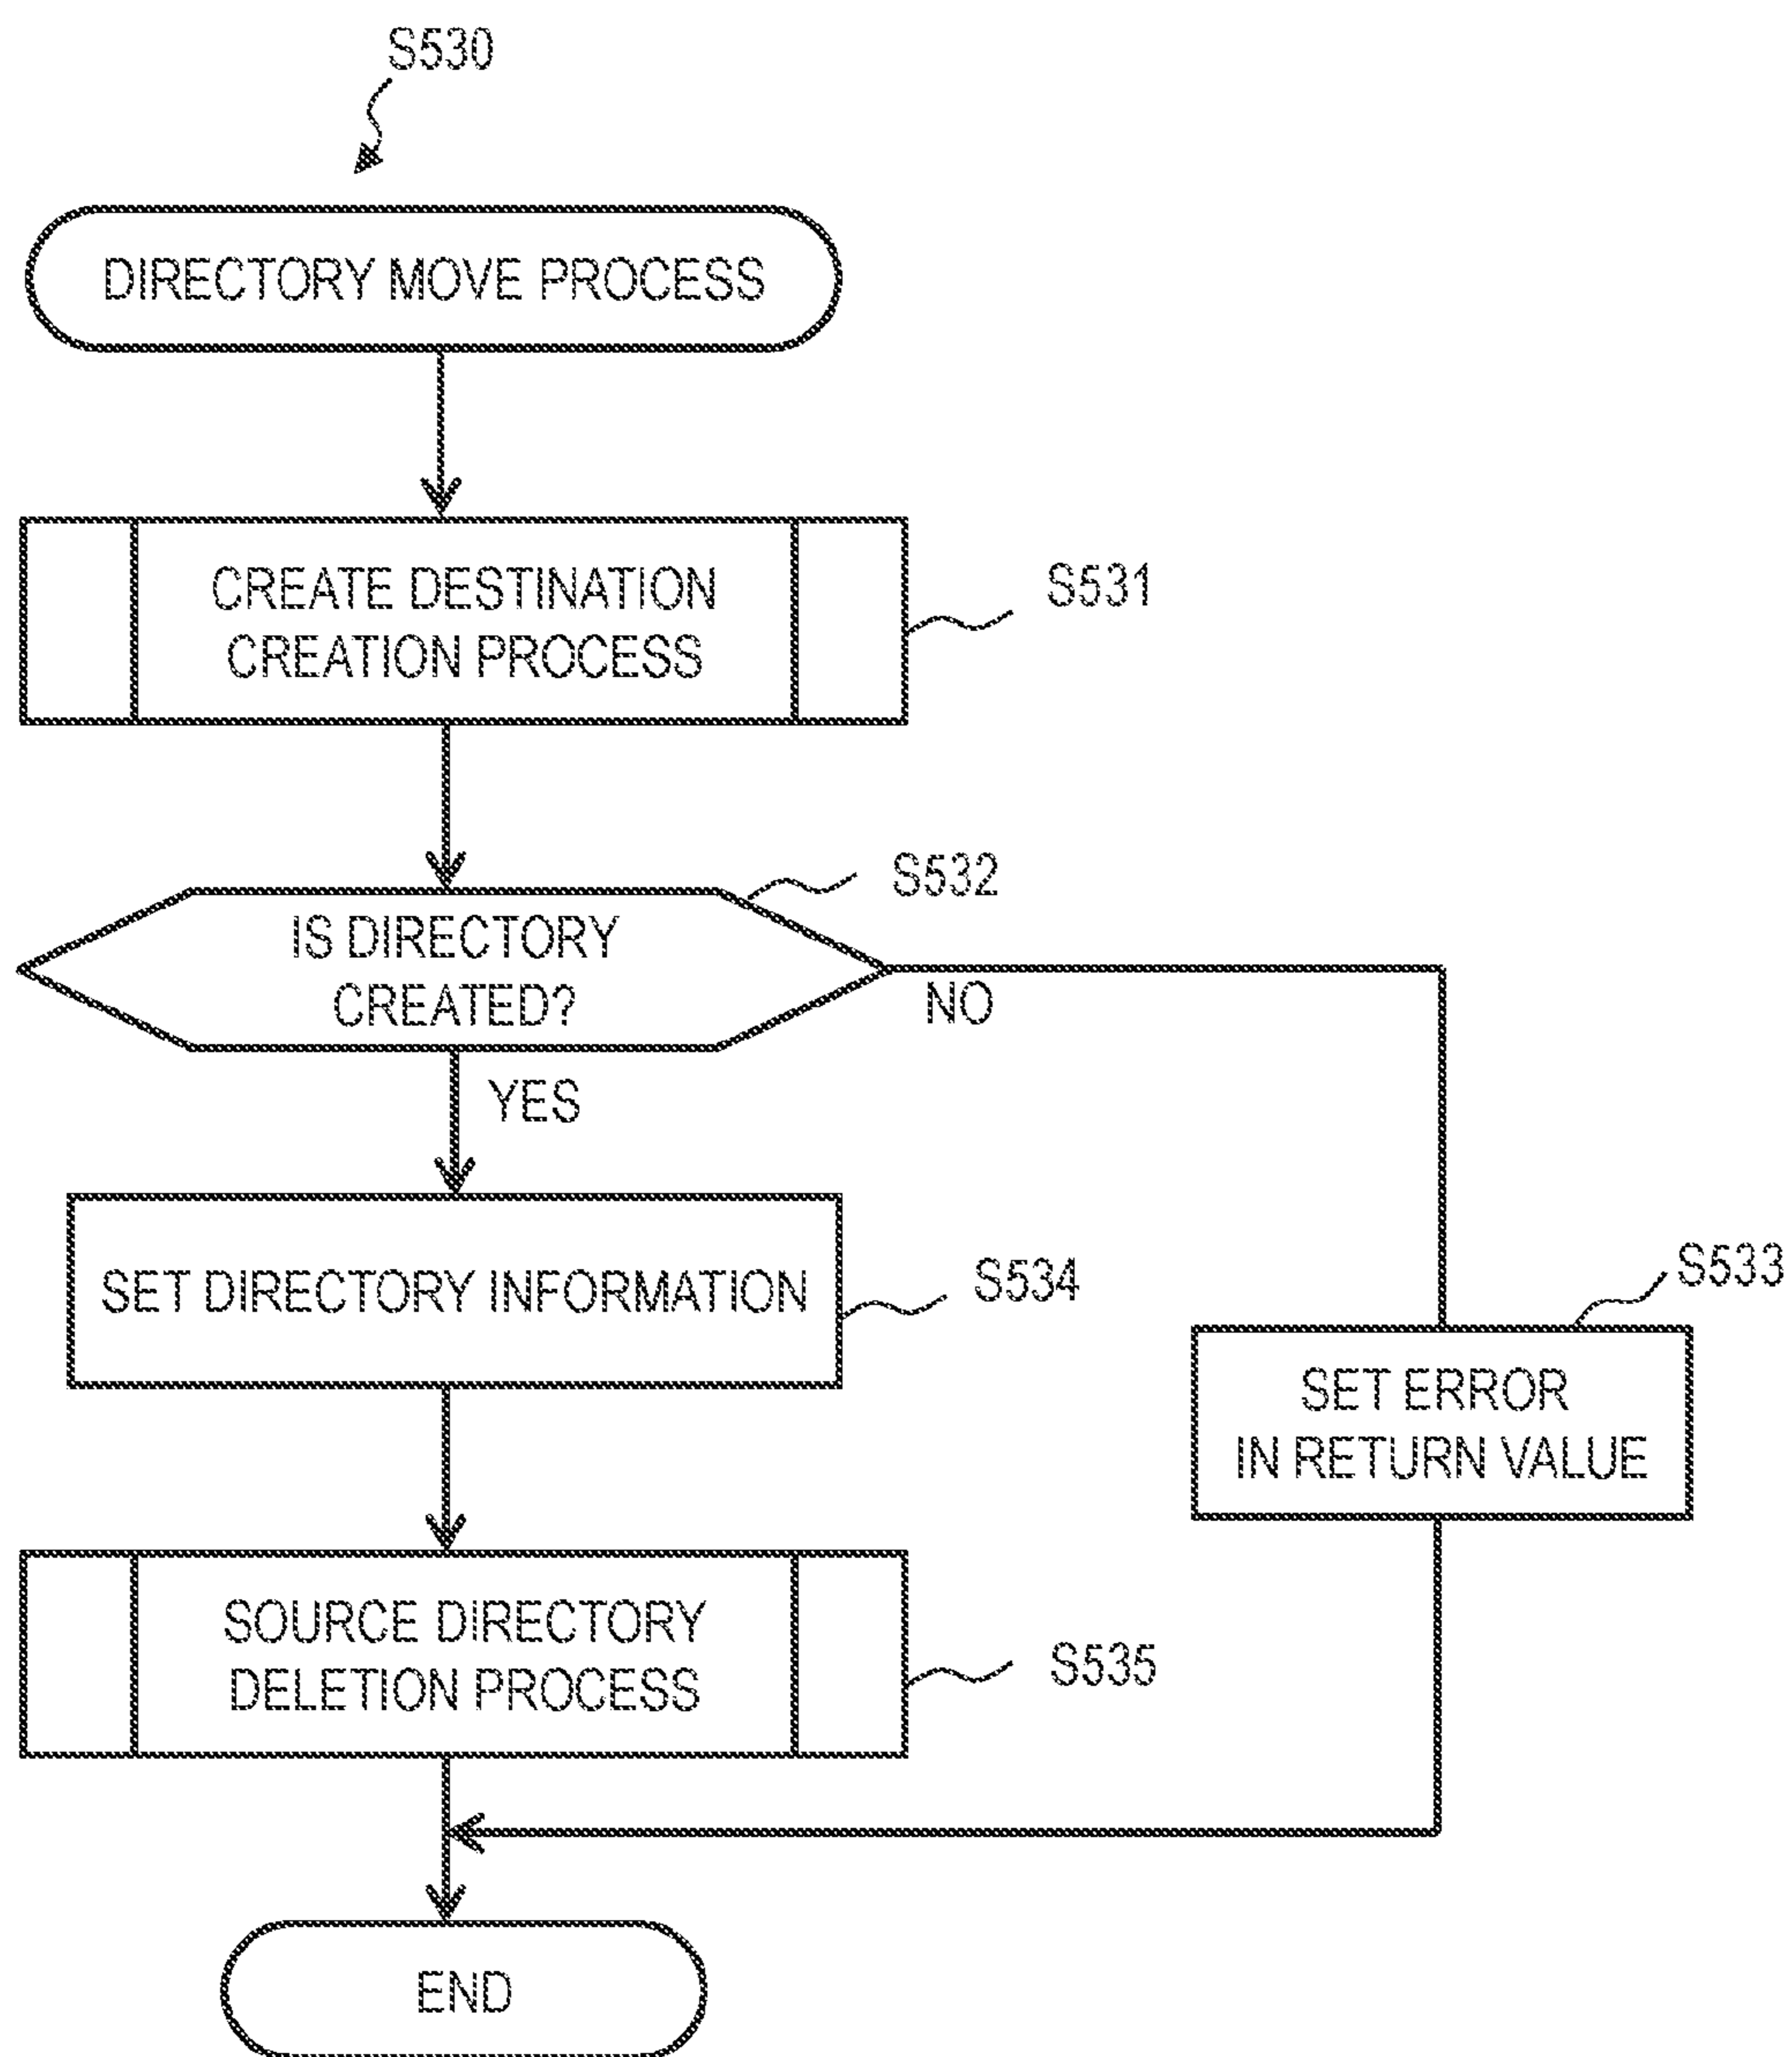 S530
DIRECTORY MOVE PROCESS
CREATE DESTINATION
CREATION PROCESS
S531
S532
IS DIRECTORY
CREATED?
NO
YES
SET DIRECTORY INFORMATION
S534
S533
SET ERROR
IN RETURN VALUE
SOURCE DIRECTORY
DELETION PROCESS
S535
END